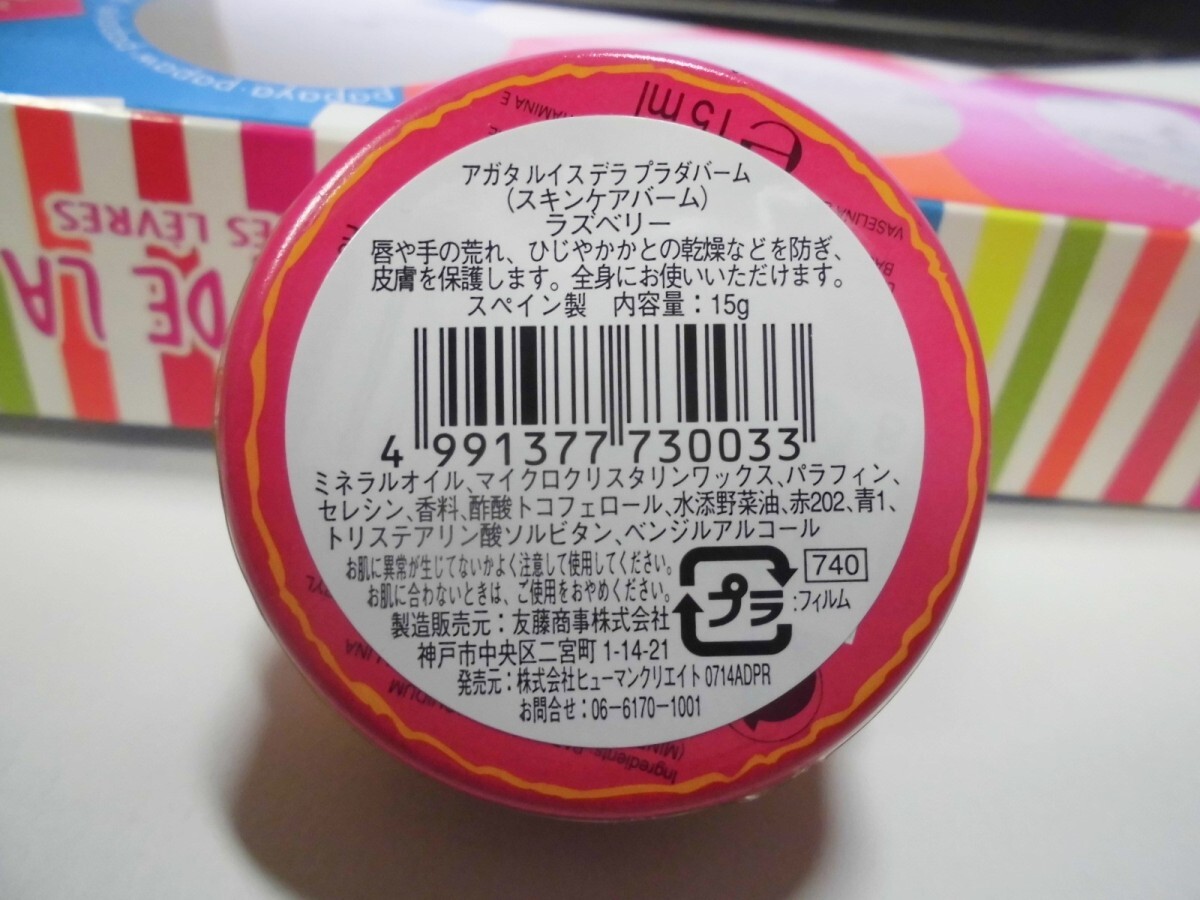 papaya·papaw
ES LÈVRES
DE LA
15ml
TAMINA E
VASELINA
アガタ ルイス デラ プラダバーム
(スキンケアバーム)
ラズベリー
唇や手の荒れ、ひじやかかとの乾燥などを防ぎ、
皮膚を保護します。全身にお使いいただけます。
スペイン製 内容量：15g
4 991377 730033
ミネラルオイル、マイクロクリスタリンワックス、パラフィン、
セレシン、香料、酢酸トコフェロール、水添野菜油、赤202、青1、
トリステアリン酸ソルビタン、ベンジルアルコール
お肌に異常が生じてないかよく注意して使用してください。
お肌に合わないときは、ご使用をおやめください。
プラ
740
:フィルム
製造販売元：友藤商事株式会社
神戸市中央区二宮町 1-14-21
発売元：株式会社ヒューマンクリエイト 0714ADPR
お問合せ：06-6170-1001
Ingredients